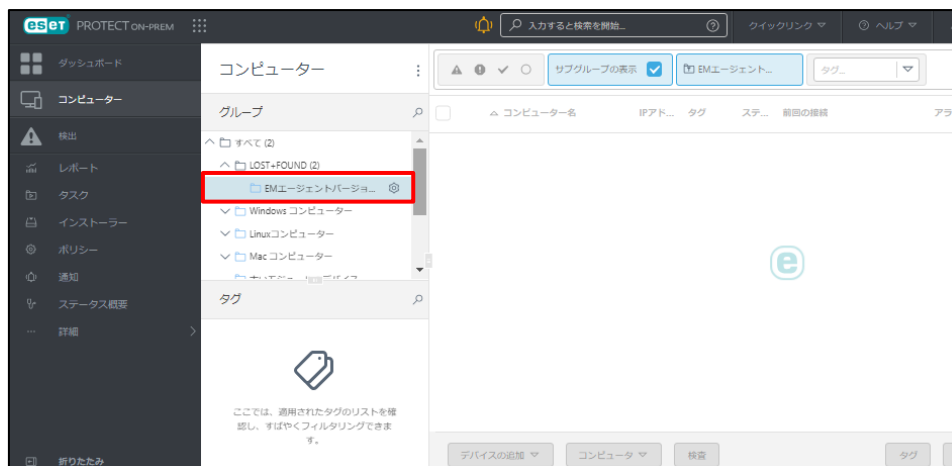 eset PROTECT ON-PREM
入力すると検索を開始...
クイックリンク
ヘルプ
ダッシュボード
コンピューター
検出
レポート
タスク
インストーラー
ポリシー
通知
ステータス概要
詳細
折りたたみ
コンピューター
グループ
すべて (2)
LOST+FOUND (2)
EMエージェントバージョ...
Windows コンピューター
Linuxコンピューター
Mac コンピューター
タグ
ここでは、適用されたタグのリストを確
認し、すばやくフィルタリングできま
す。
サブグループの表示
EMエージェント...
タグ...
コンピューター名
IPアド...
タグ
ステ...
前回の接続
アラ
e
デバイスの追加
コンピュータ
検査
タグ